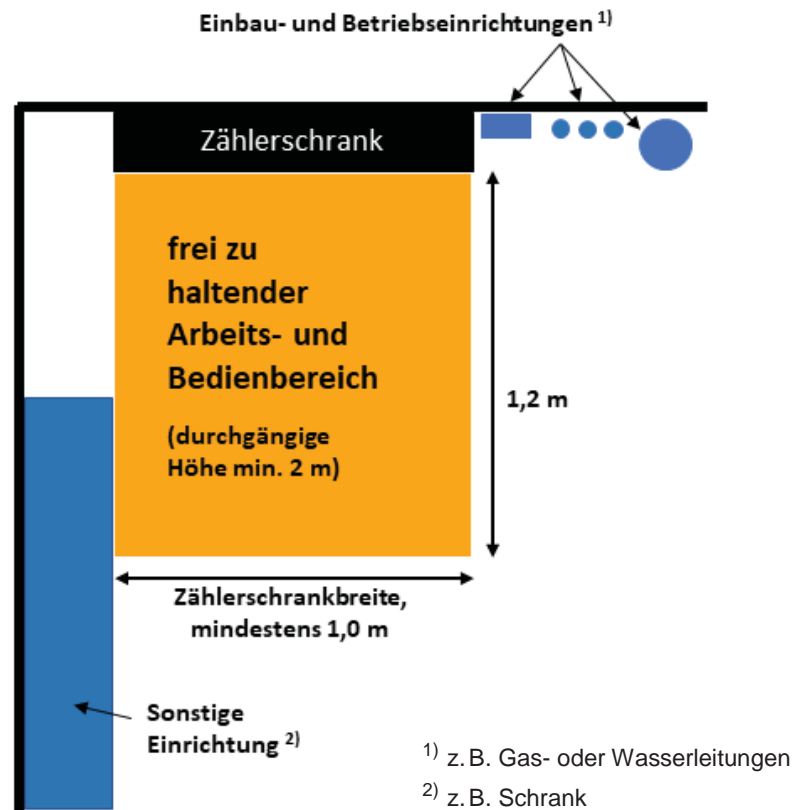 Einbau- und Betriebseinrichtungen 1)
Zählerschrank
frei zu
haltender
Arbeits- und
Bedienbereich
(durchgängige
Höhe min. 2 m)
1,2 m
Zählerschrankbreite,
mindestens 1,0 m
Sonstige
Einrichtung 2)
1) z. B. Gas- oder Wasserleitungen
2) z. B. Schrank